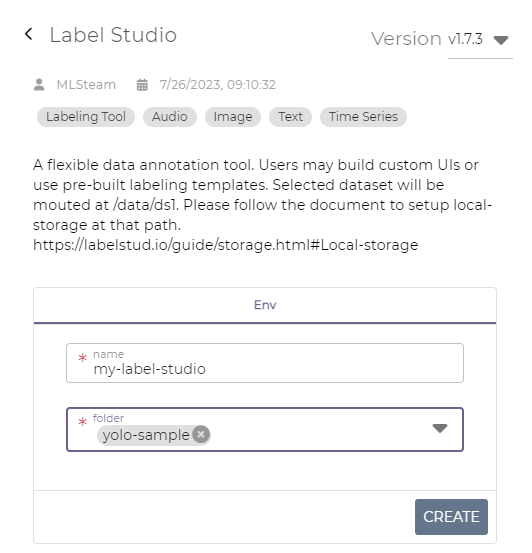 Label Studio
Version v1.7.3
MLSteam 7/26/2023, 09:10:32
Labeling Tool Audio Image Text Time Series
A flexible data annotation tool. Users may build custom UIs or
use pre-built labeling templates. Selected dataset will be
mouted at /data/ds1. Please follow the document to setup local-
storage at that path.
https://labelstud.io/guide/storage.html#Local-storage
Env
* name
my-label-studio
* folder
yolo-sample
CREATE